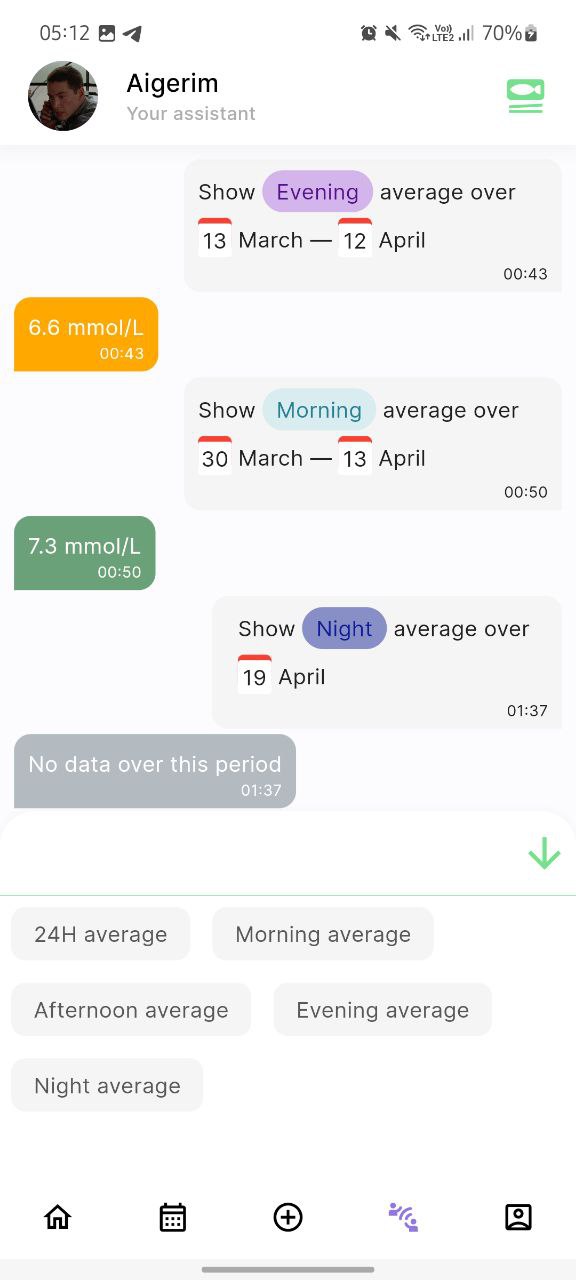 05:12 Vo)) LTE2 70%
Aigerim
Your assistant
Show Evening average over
13 March — 12 April
00:43
6.6 mmol/L
00:43
Show Morning average over
30 March — 13 April
00:50
7.3 mmol/L
00:50
Show Night average over
19 April
01:37
No data over this period
01:37
24H average Morning average
Afternoon average Evening average
Night average